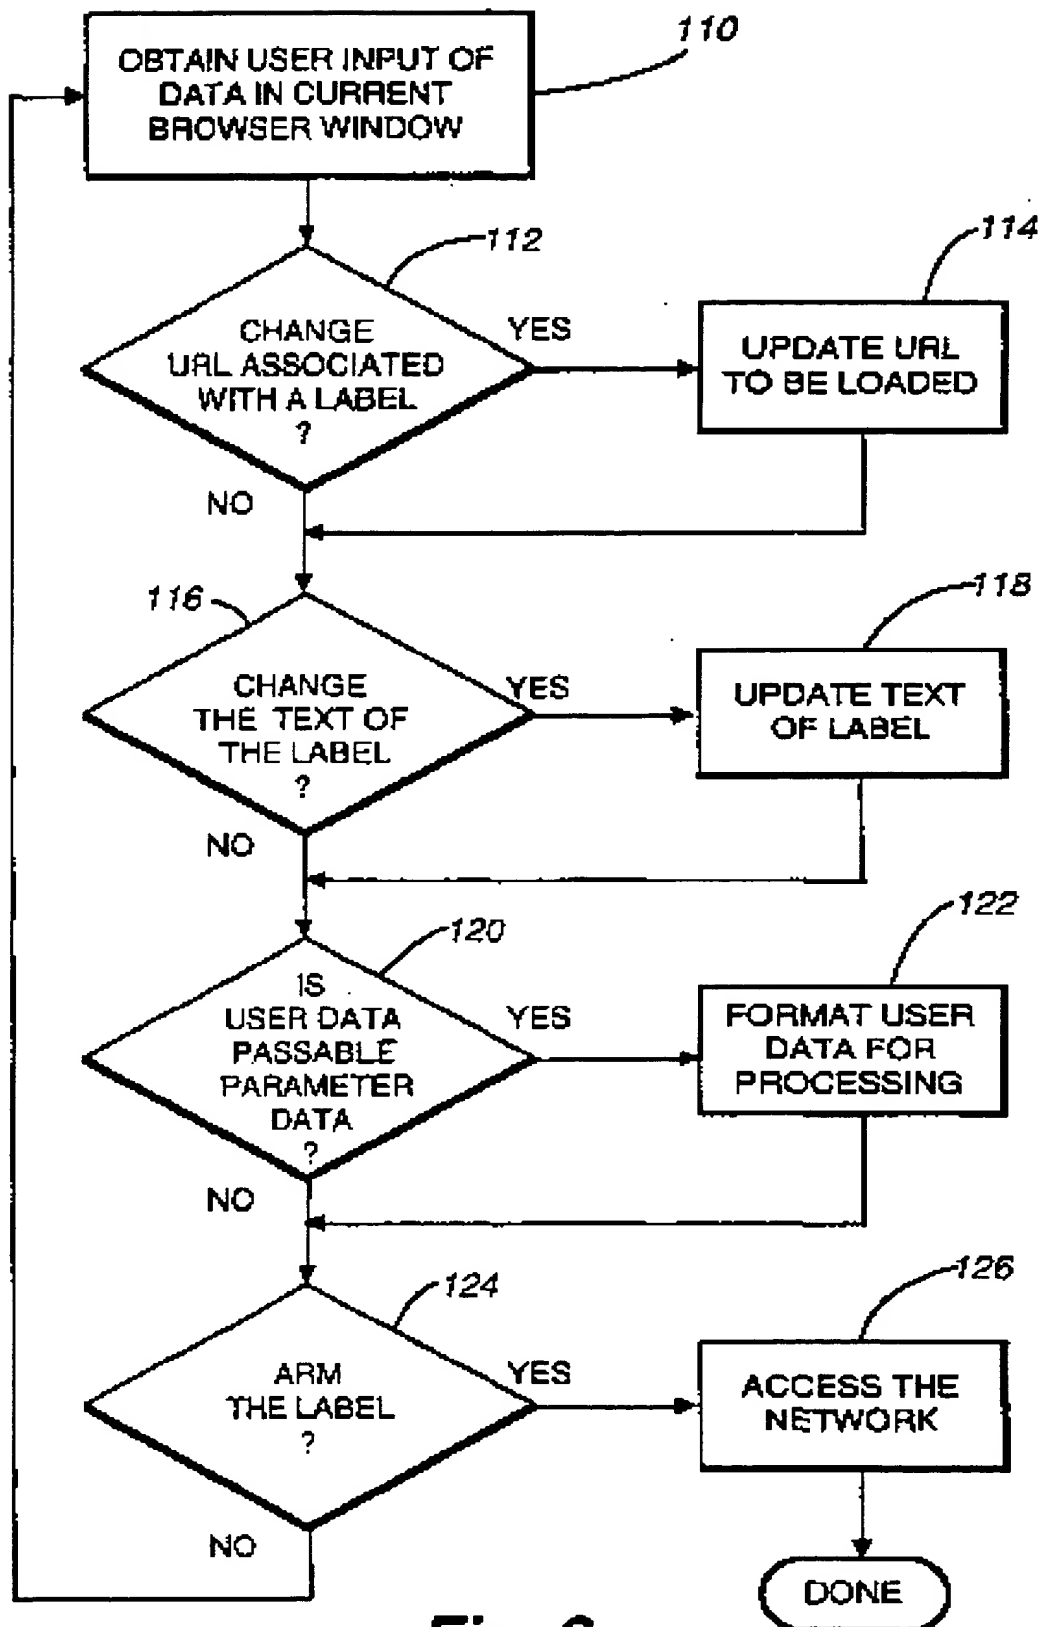 110
OBTAIN USER INPUT OF
DATA IN CURRENT
BROWSER WINDOW
112
114
CHANGE
URL ASSOCIATED
WITH A LABEL
?
YES
UPDATE URL
TO BE LOADED
NO
116
118
CHANGE
THE TEXT OF
THE LABEL
?
YES
UPDATE TEXT
OF LABEL
NO
120
122
IS
USER DATA
PASSABLE
PARAMETER
DATA
?
YES
FORMAT USER
DATA FOR
PROCESSING
NO
124
126
ARM
THE LABEL
?
YES
ACCESS THE
NETWORK
NO
DONE